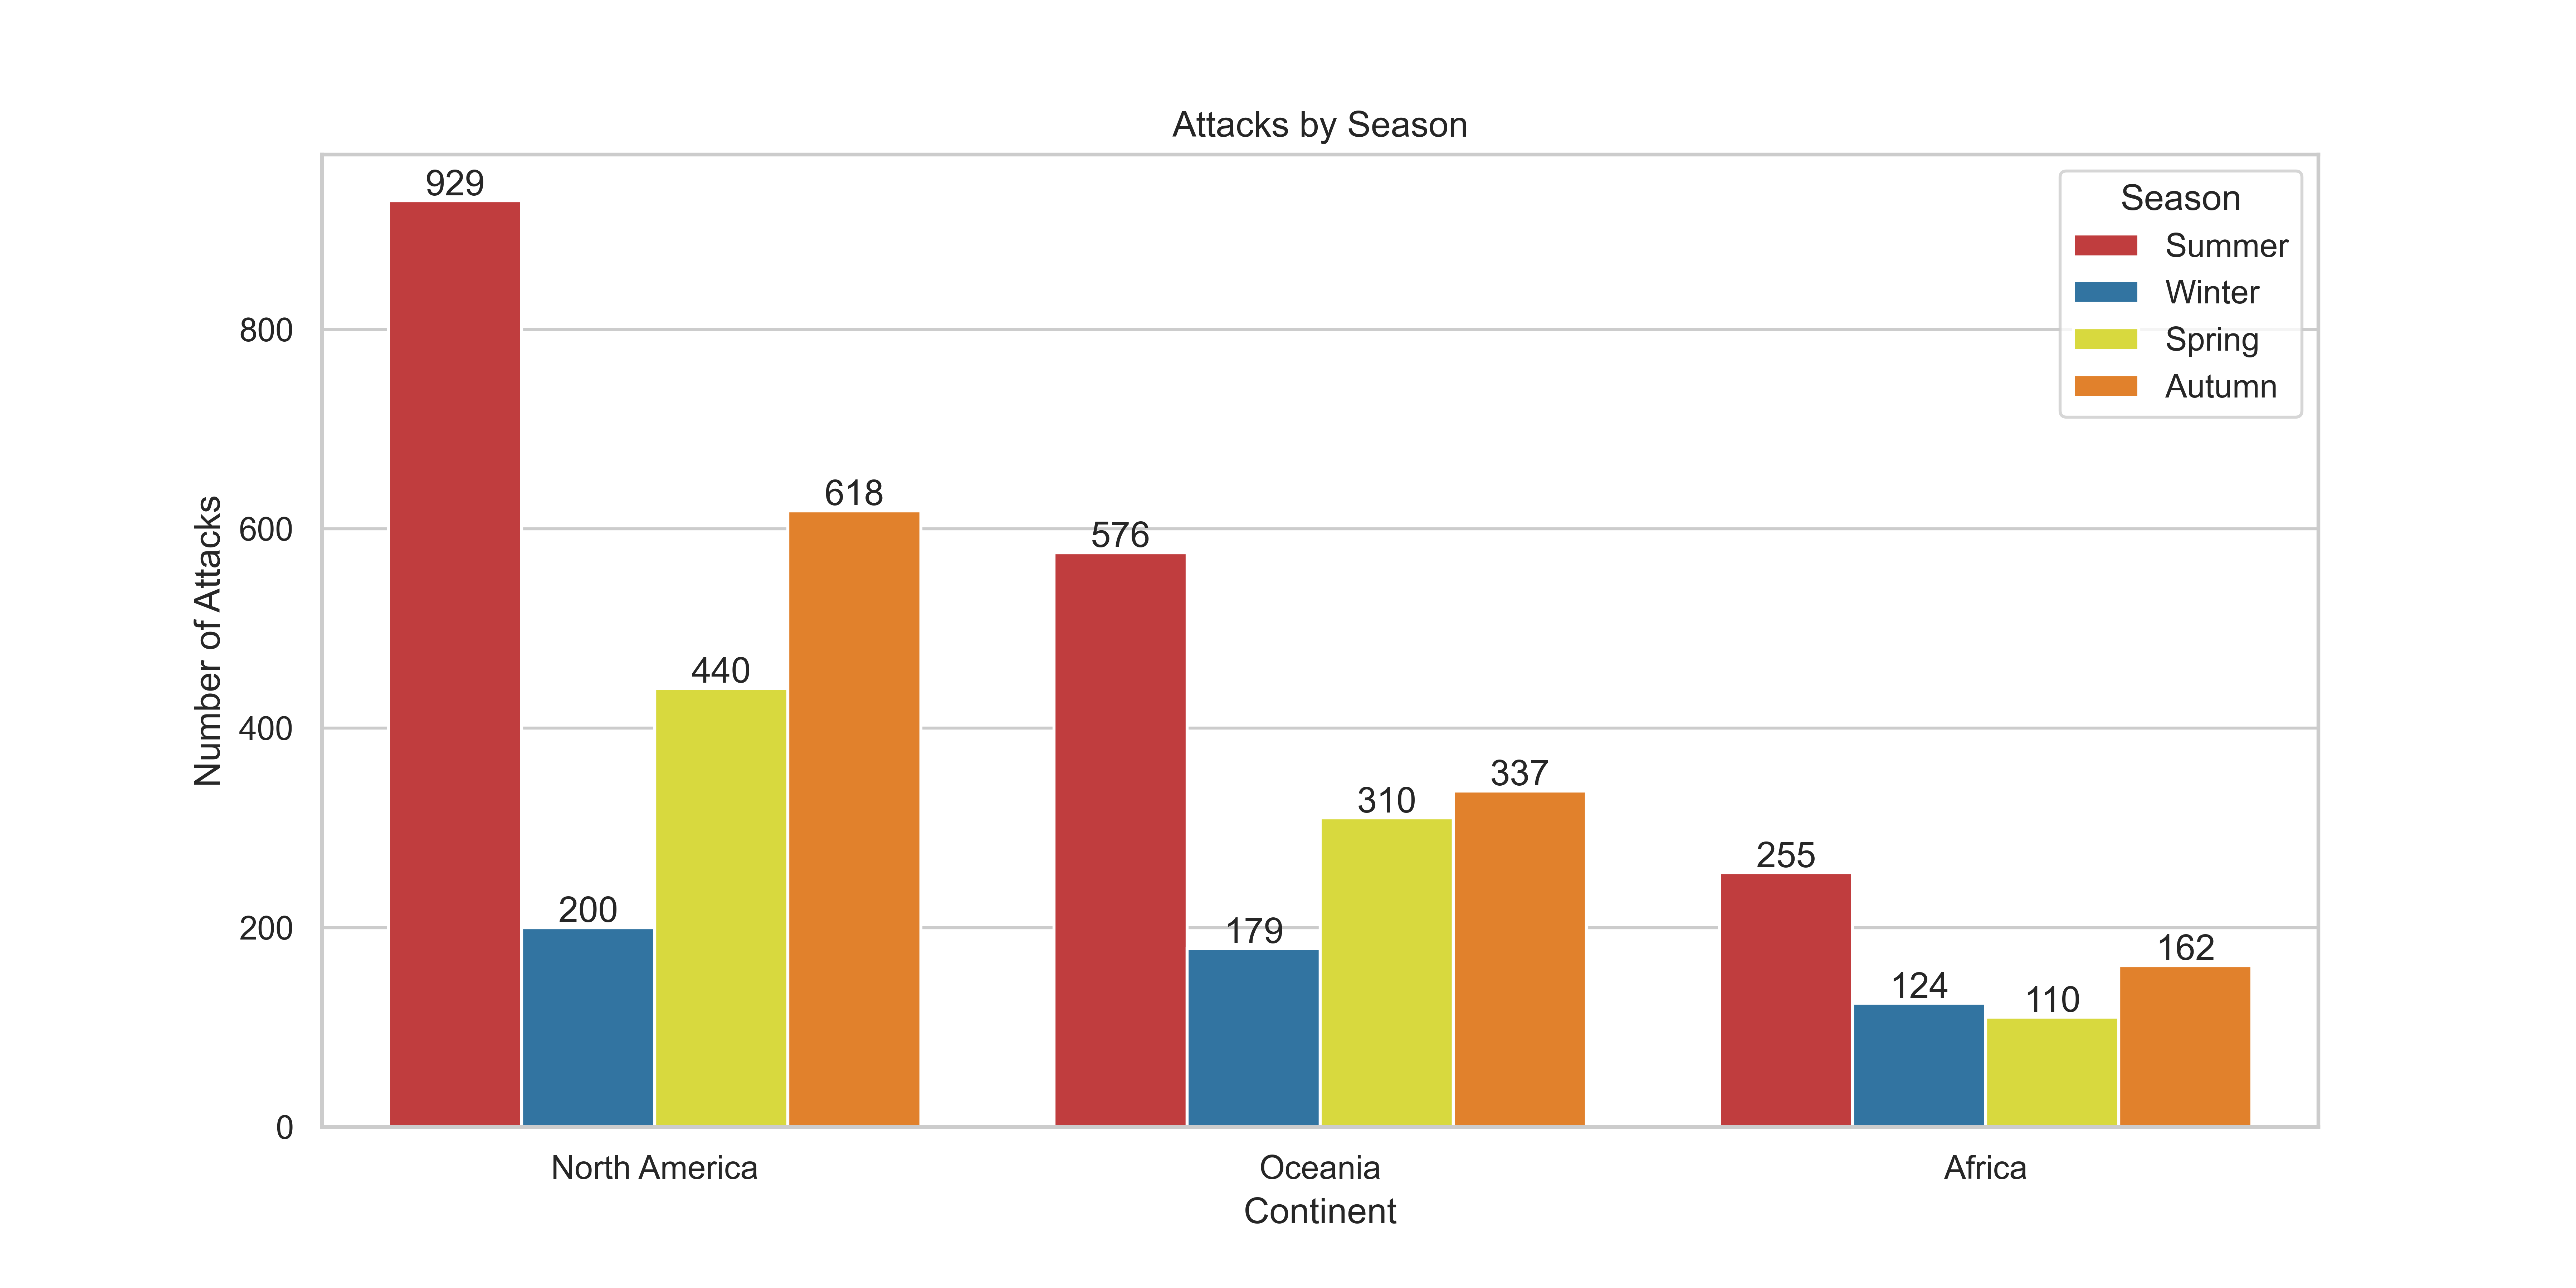 Attacks by Season
929
Season
Summer
Winter
Spring
Autumn
800
618
600
576
Number of Attacks
440
400
337
310
255
200
200
179
162
124
110
0
North America
Oceania
Africa
Continent